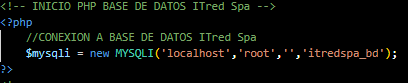 <!-- INICIO PHP BASE DE DATOS ITred Spa -->
<?php
//CONEXION A BASE DE DATOS ITred Spa
$mysqli = new MYSQLI('localhost','root','','itredspa_bd');
?>